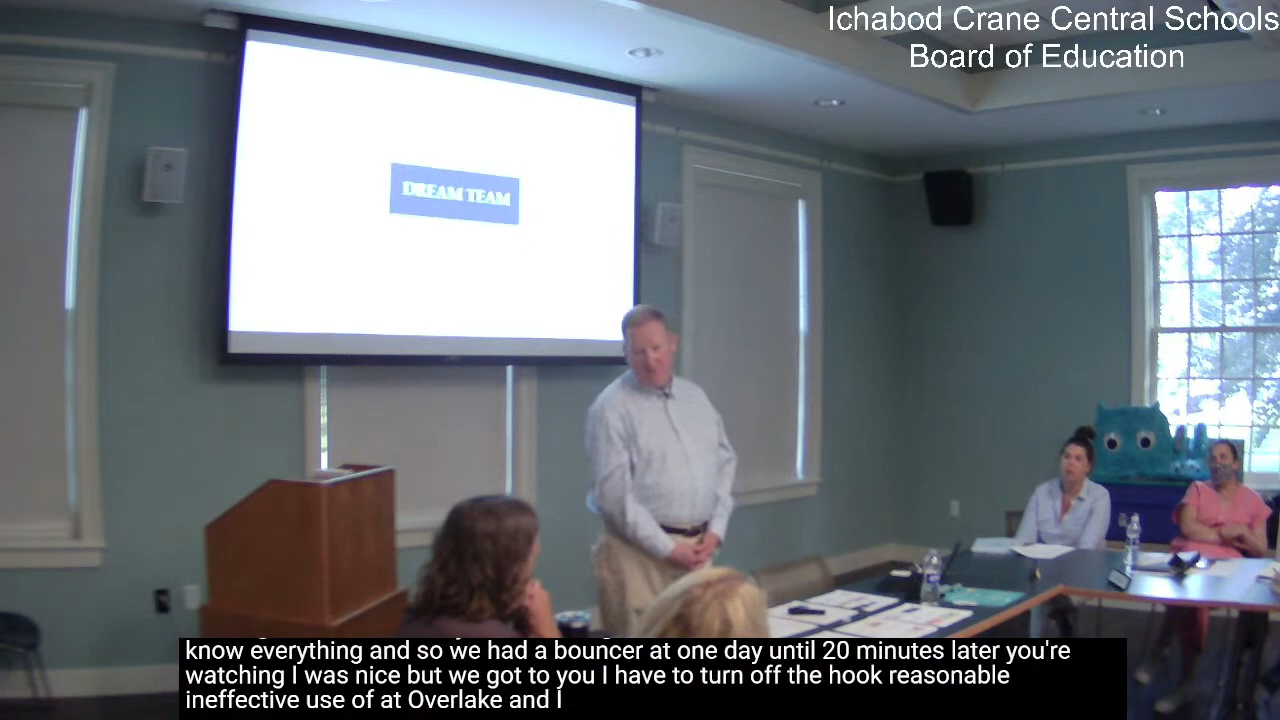 Ichabod Crane Central Schools
Board of Education
DREAM TEAM
know everything and so we had a bouncer at one day until 20 minutes later you're
watching I was nice but we got to you I have to turn off the hook reasonable
ineffective use of at Overlake and I